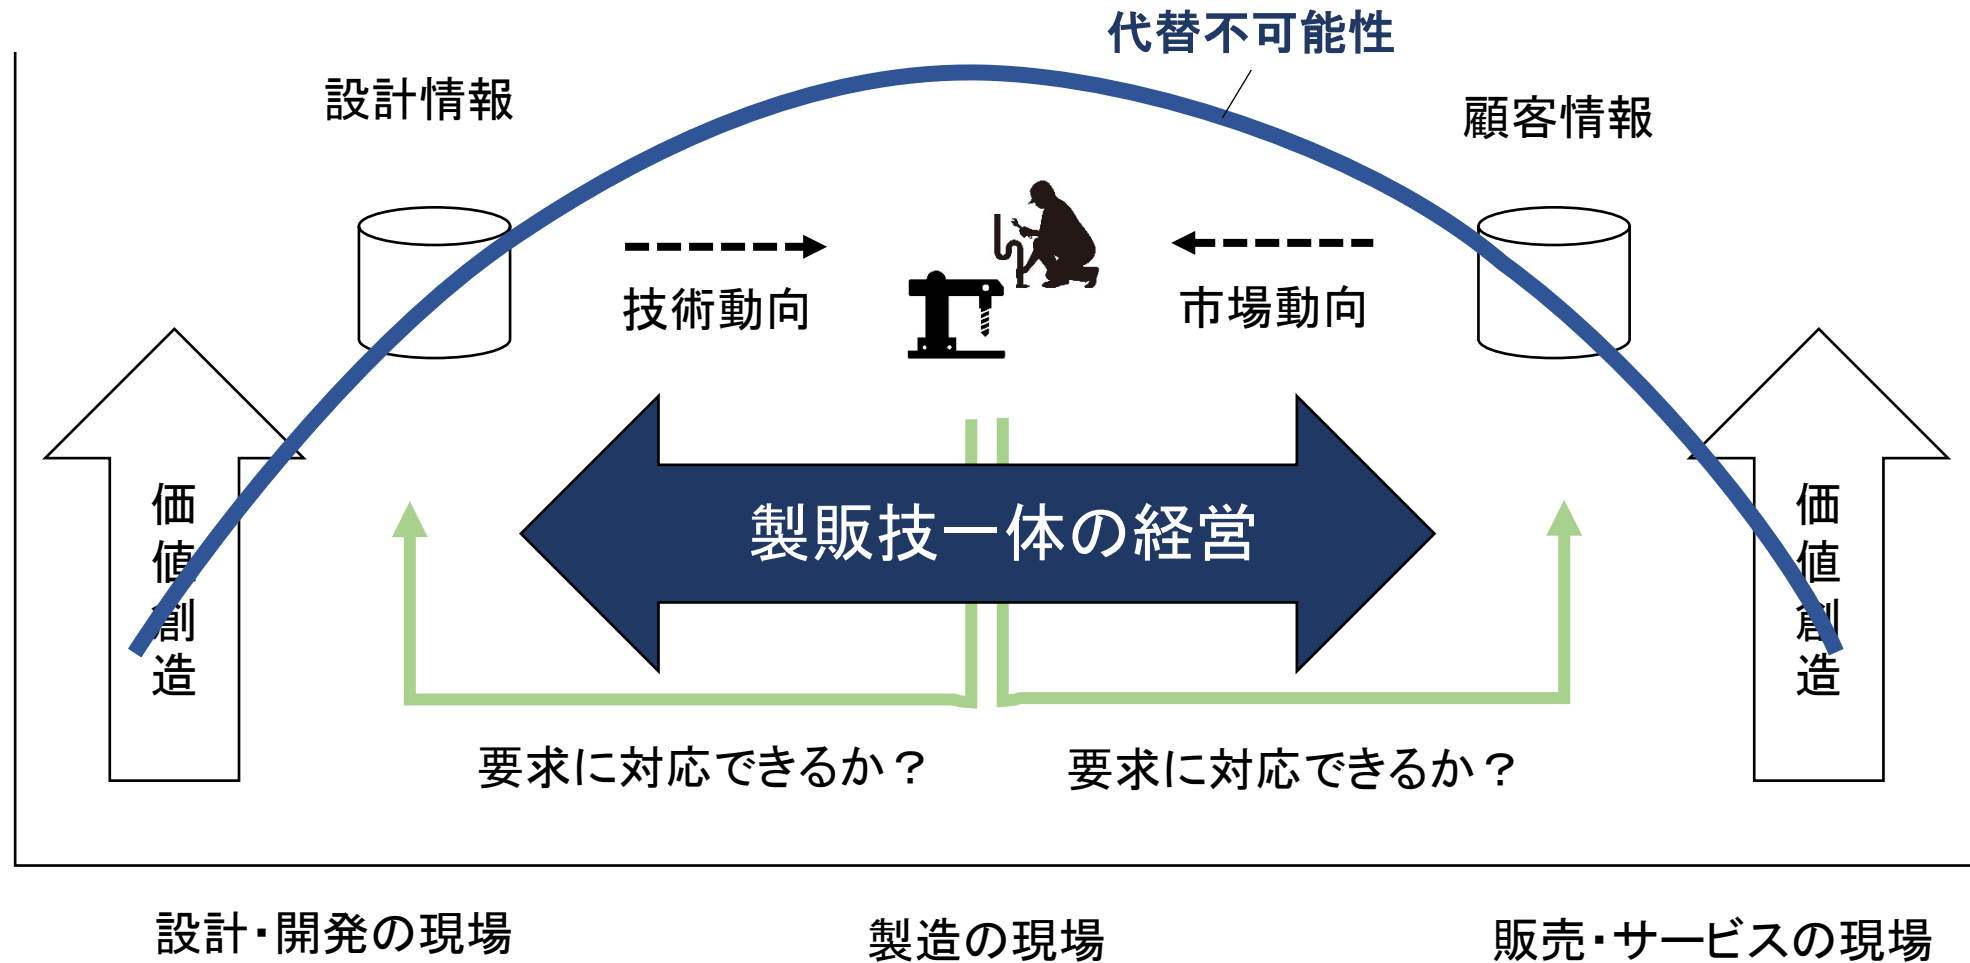 代替不可能性
設計情報
顧客情報
技術動向
市場動向
価値創造
製販技一体の経営
価値創造
要求に対応できるか？
要求に対応できるか？
設計・開発の現場
製造の現場
販売・サービスの現場